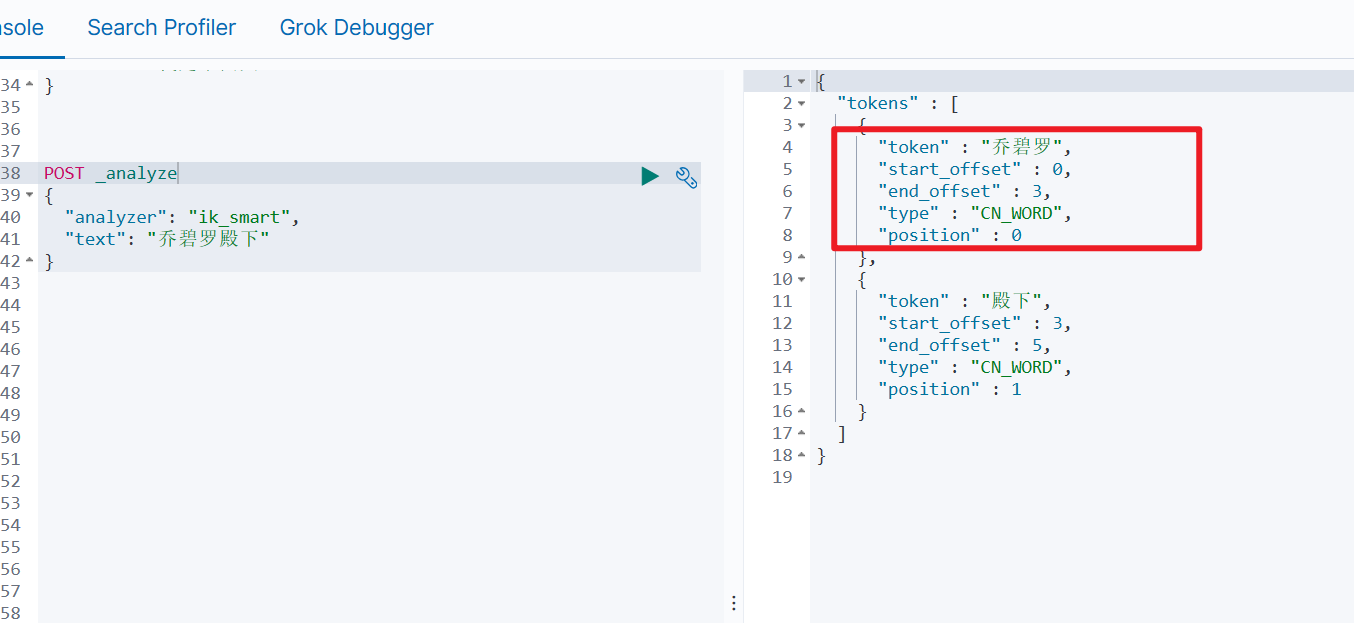 sole Search Profiler Grok Debugger
34 }
35
36
37
38 POST _analyze
39 {
40 "analyzer": "ik_smart",
41 "text": "乔碧罗殿下"
42 }
43
44
45
46
47
48
49
50
51
52
53
54
55
56
57
58
1 {
2 "tokens" : [
3 {
4 "token" : "乔碧罗",
5 "start_offset" : 0,
6 "end_offset" : 3,
7 "type" : "CN_WORD",
8 "position" : 0
9 },
10 {
11 "token" : "殿下",
12 "start_offset" : 3,
13 "end_offset" : 5,
14 "type" : "CN_WORD",
15 "position" : 1
16 }
17 ]
18 }
19